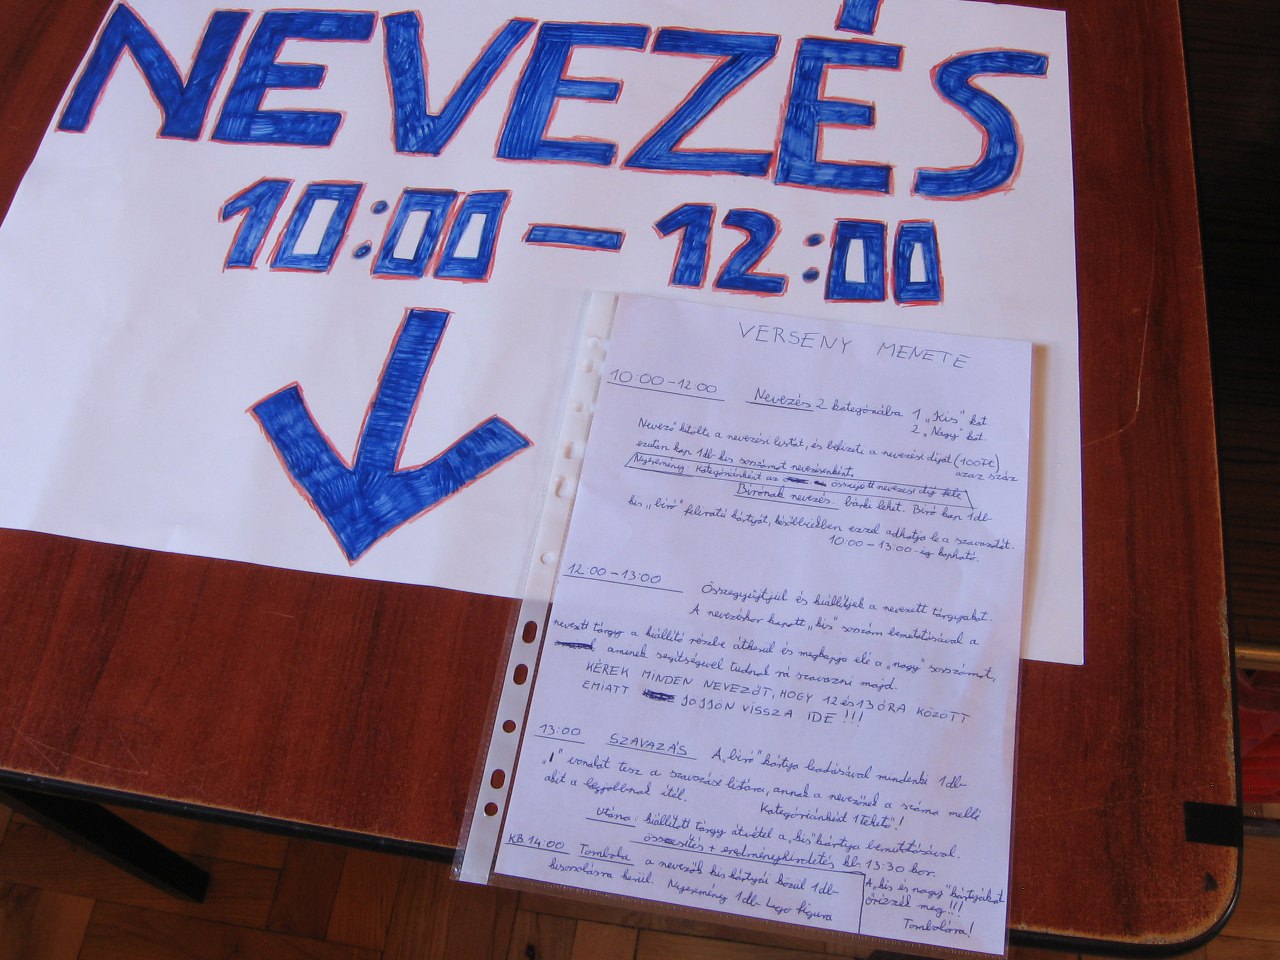 NEVEZÉS
10:00 – 12:00
VERSENY MENETE
10:00 – 12:00 Nevezés 2 kategóriába 1 „Kis" kat
2 „Nagy" kat.
Nevező kitölti a nevezési listát, és befizeti a nevezési díjat (100Ft)
azaz száz
ezután kap 1db kis sorszámot nevezésenként.
Nyeremény: Kategóriánként az összejött nevezési díj fele
Bírónak nevezés: bárki lehet. Bíró kap 1db
kis „bíró" feliratú kártyát, későbbiekben ezzel adhatja le a szavazatát.
10:00 – 13:00-ig kapható.
12:00 – 13:00 Összegyűjtjük és kiállítjuk a nevezett tárgyakat.
A nevezéskor kapott „kis" sorszám bemutatásával a
nevezett tárgy a kiállító részbe átkerül és megkapja elé a „nagy" sorszámot,
aminek segítségével tudnak rá szavazni majd.
KÉREK MINDEN NEVEZŐT, HOGY 12 és 13 ÓRA KÖZÖTT
EMIATT JÖJJÖN VISSZA IDE !!!
13:00 SZAVAZÁS A „bíró" kártya leadásával mindenki 1db
„I" vonalat tesz a szavazási listára, annak a nevezőnek a száma mellé
akit a legjobbnak ítél. Kategóriánként 1 tehető"!
Utána: kiállított tárgy átvétel a „kis" kártya bemutatásával.
összesítés + eredményhirdetés kb. 13:30 kor.
KB 14:00 Tombola a nevezők kis kártyái közül 1db
kisorsolásra kerül. Nyeremény 1db Lego figura
A „kis és nagy" kártyákat
őrizzék meg!!!
Tombolára!